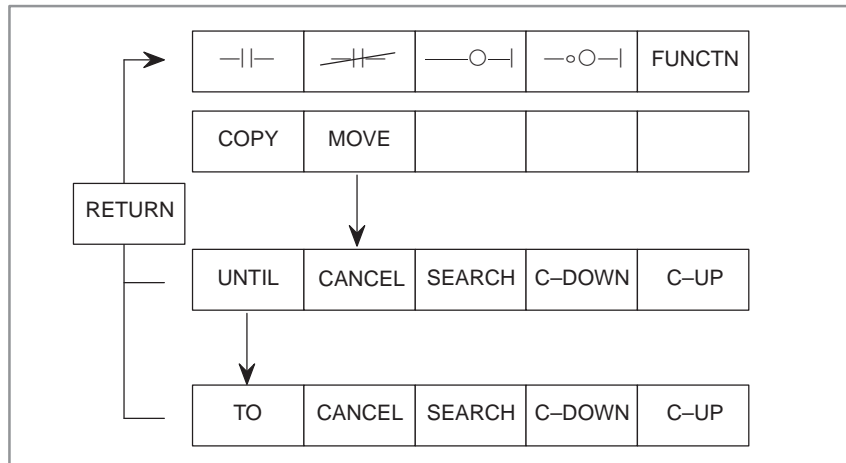 FUNCTN
COPY MOVE
RETURN
UNTIL CANCEL SEARCH C–DOWN C–UP
TO CANCEL SEARCH C–DOWN C–UP